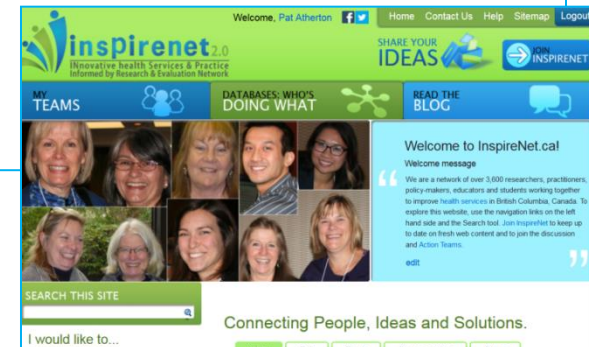 Welcome, Pat Atherton
Home Contact Us Help Sitemap Logout
inspirenet 2.0
INnovative health Services & Practice
Informed by Research & Evaluation Network
SHARE YOUR
IDEAS
JOIN
INSPIRENET
MY
TEAMS
DATABASES: WHO'S
DOING WHAT
READ THE
BLOG
Welcome to InspireNet.ca!
Welcome message
We are a network of over 3,600 researchers, practitioners,
policy-makers, educators and students working together
to improve health services in British Columbia, Canada. To
explore this website, use the navigation links on the left
hand side and the Search tool. Join InspireNet to keep up
to date on fresh web content and to join the discussion
and Action Teams.
edit
SEARCH THIS SITE
I would like to...
Connecting People, Ideas and Solutions.